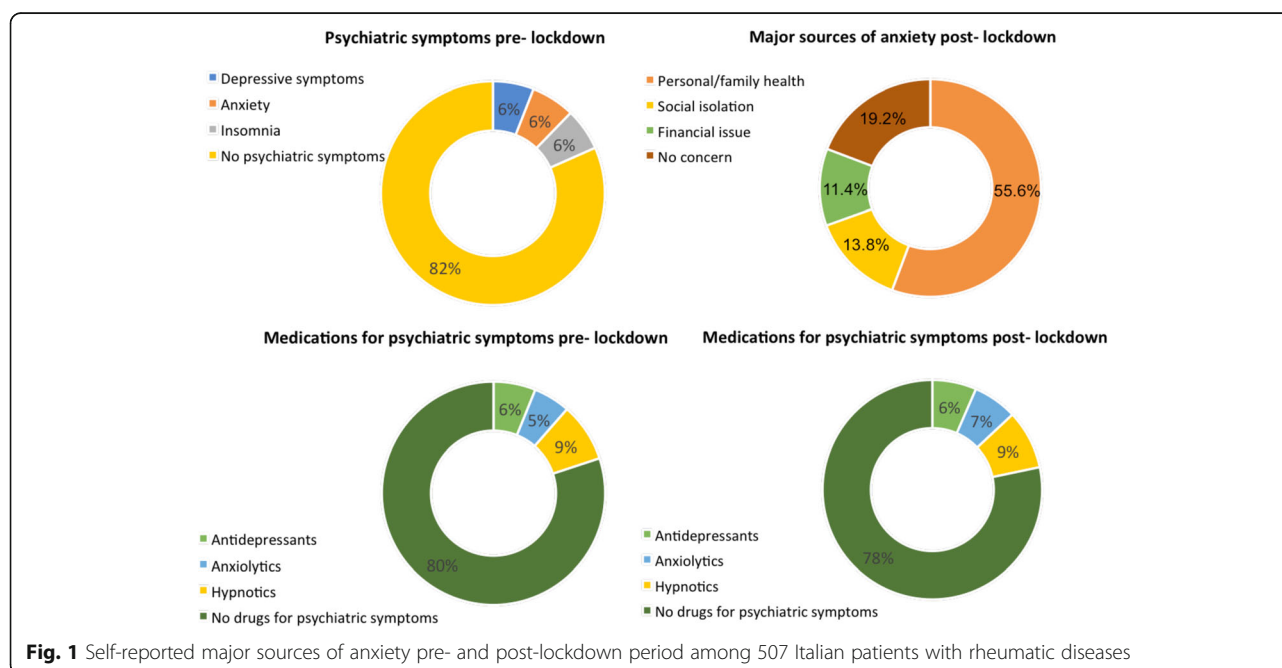 Psychiatric symptoms pre- lockdown
Depressive symptoms
Anxiety
Insomnia
No psychiatric symptoms
6%
6%
6%
82%
Major sources of anxiety post- lockdown
Personal/family health
Social isolation
Financial issue
No concern
19.2%
11.4%
13.8%
55.6%
Medications for psychiatric symptoms pre- lockdown
6%
5%
9%
80%
Antidepressants
Anxiolytics
Hypnotics
No drugs for psychiatric symptoms
Medications for psychiatric symptoms post- lockdown
6%
7%
9%
78%
Antidepressants
Anxiolytics
Hypnotics
No drugs for psychiatric symptoms
Fig. 1 Self-reported major sources of anxiety pre- and post-lockdown period among 507 Italian patients with rheumatic diseases